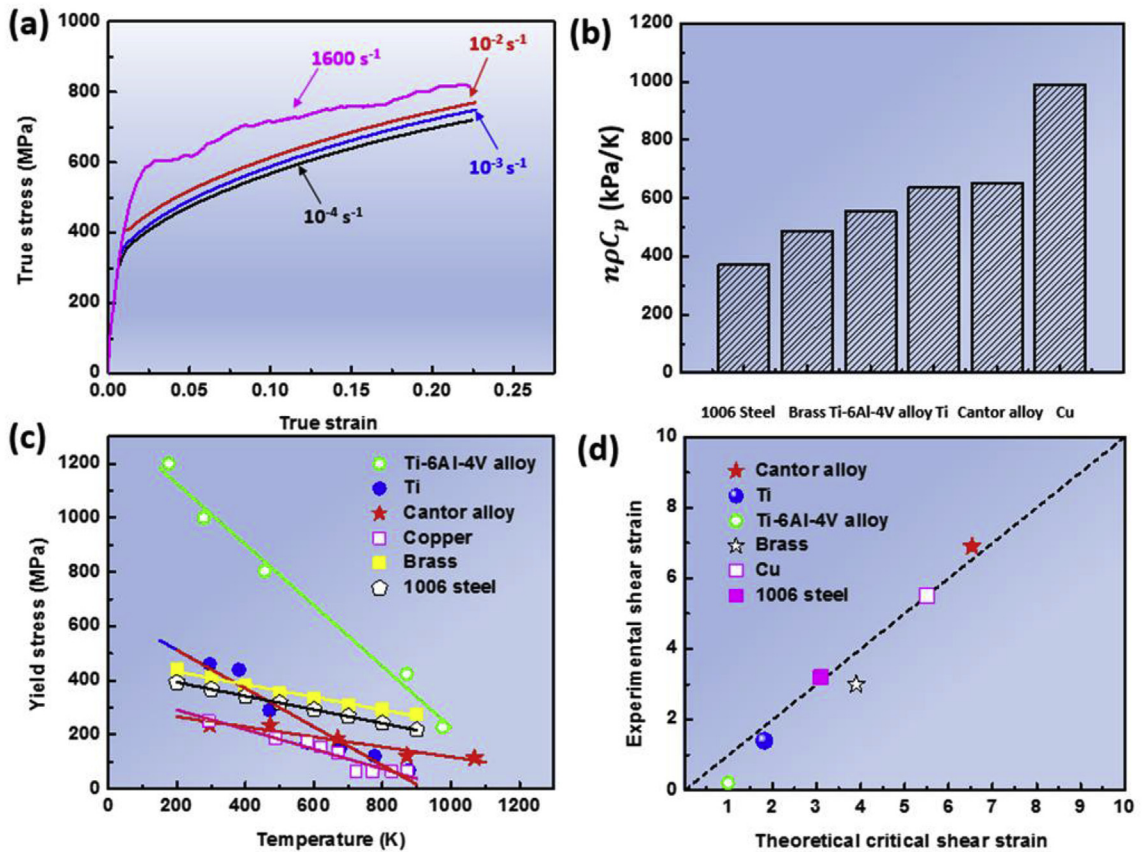 (a)
1000
800
600
400
200
0
True stress (MPa)
1600 s⁻¹
10⁻² s⁻¹
10⁻³ s⁻¹
10⁻⁴ s⁻¹
0.00 0.05 0.10 0.15 0.20 0.25
True strain
(b)
1200
1000
800
600
400
200
0
nρCₚ (kPa/K)
1006 Steel Brass Ti-6Al-4V alloy Ti Cantor alloy Cu
(c)
1200
1000
800
600
400
200
0
Yield stress (MPa)
Ti-6Al-4V alloy
Ti
Cantor alloy
Copper
Brass
1006 steel
200 400 600 800 1000 1200
Temperature (K)
(d)
10
8
6
4
2
0
Experimental shear strain
Cantor alloy
Ti
Ti-6Al-4V alloy
Brass
Cu
1006 steel
1 2 3 4 5 6 7 8 9 10
Theoretical critical shear strain